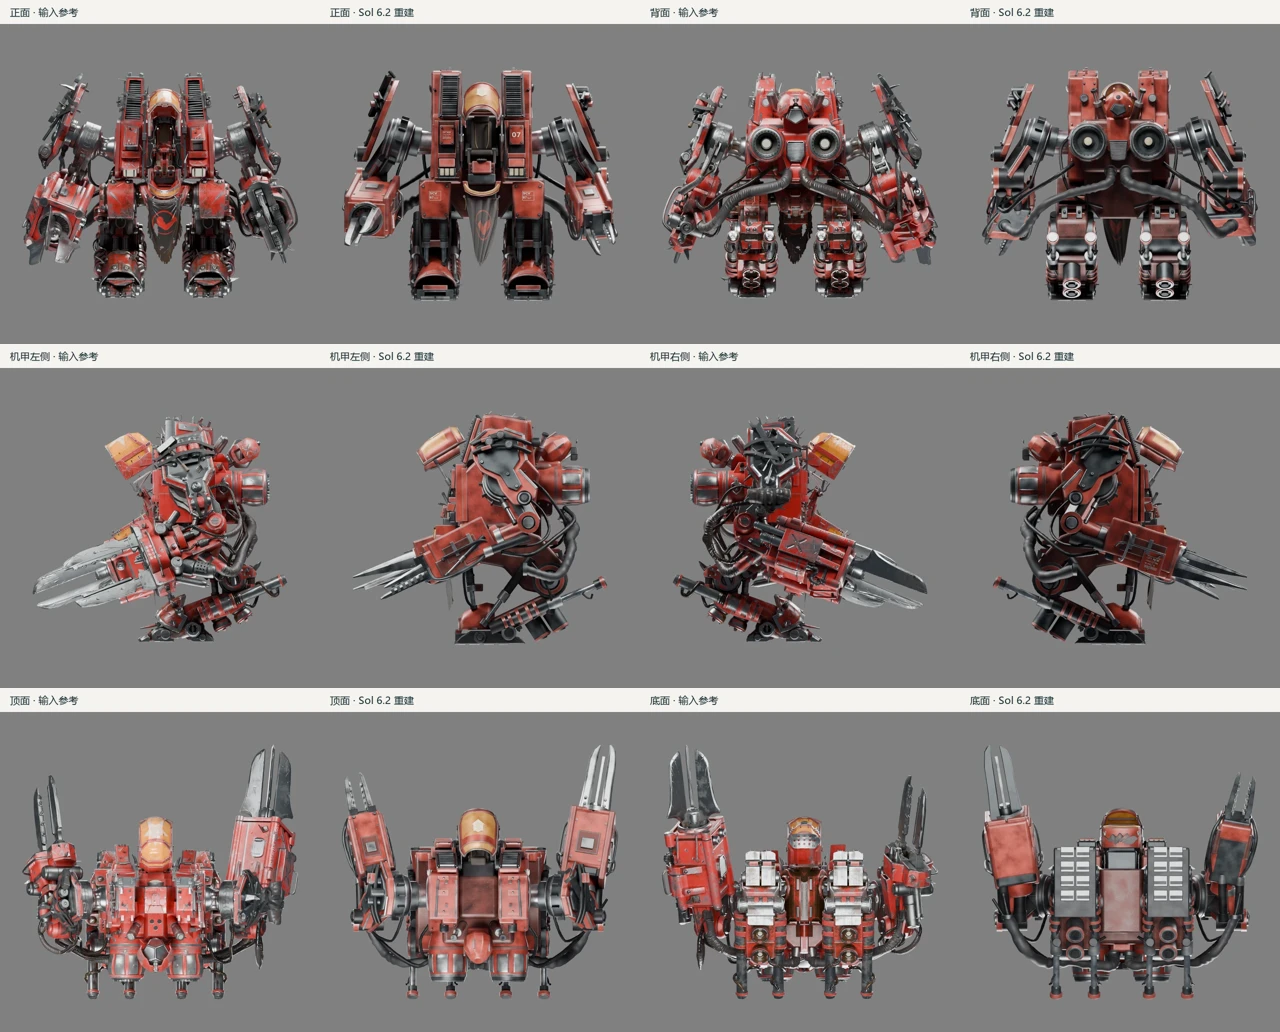 正面 · 输入参考
正面 · Sol 6.2 重建
背面 · 输入参考
背面 · Sol 6.2 重建
07
机甲左侧 · 输入参考
机甲左侧 · Sol 6.2 重建
机甲右侧 · 输入参考
机甲右侧 · Sol 6.2 重建
顶面 · 输入参考
顶面 · Sol 6.2 重建
底面 · 输入参考
底面 · Sol 6.2 重建